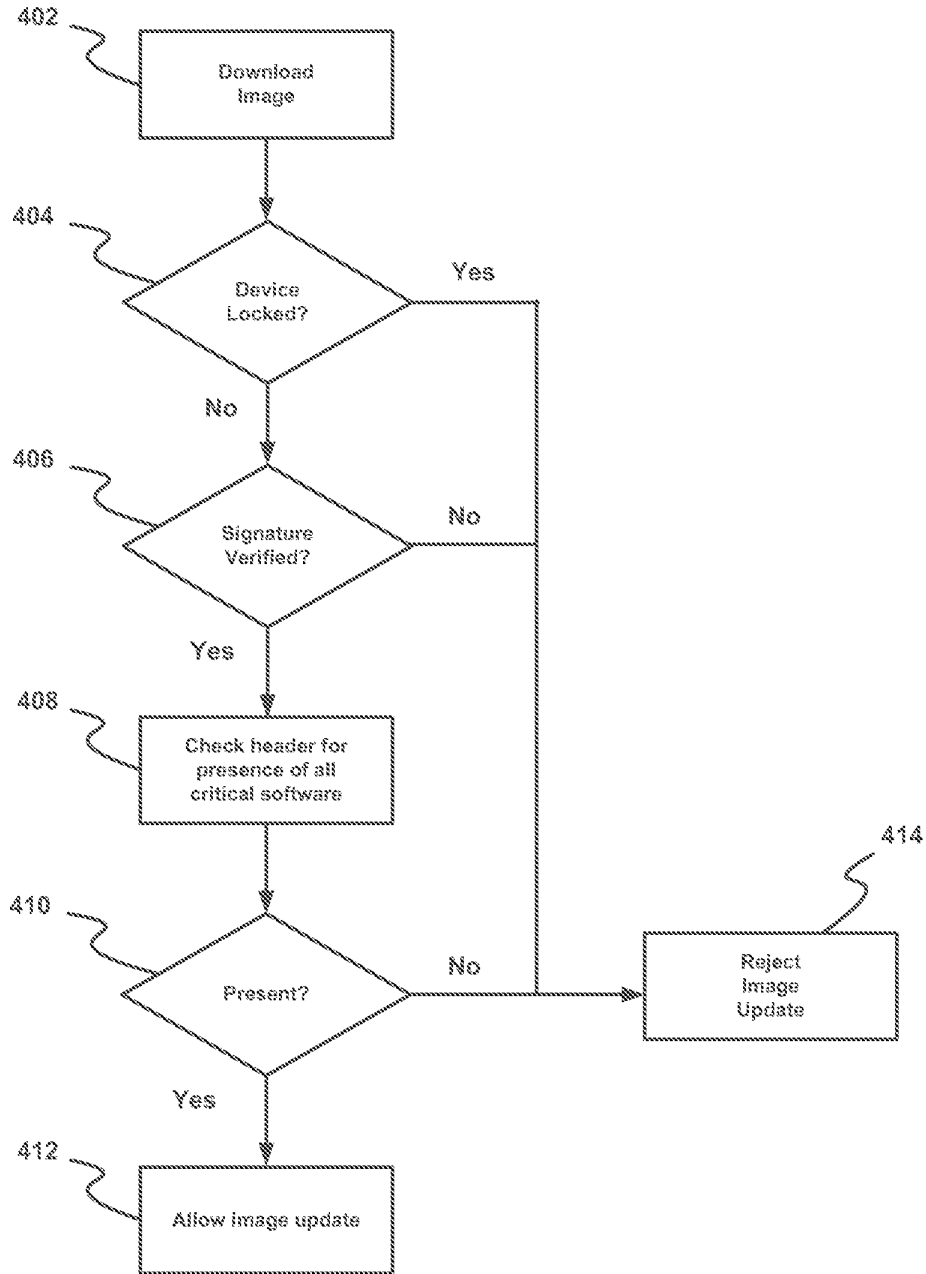 402
Download
Image
404
Device
Locked?
Yes
No
406
Signature
Verified?
No
Yes
408
Check header for
presence of all
critical software
410
Present?
No
414
Reject
Image
Update
Yes
412
Allow image update